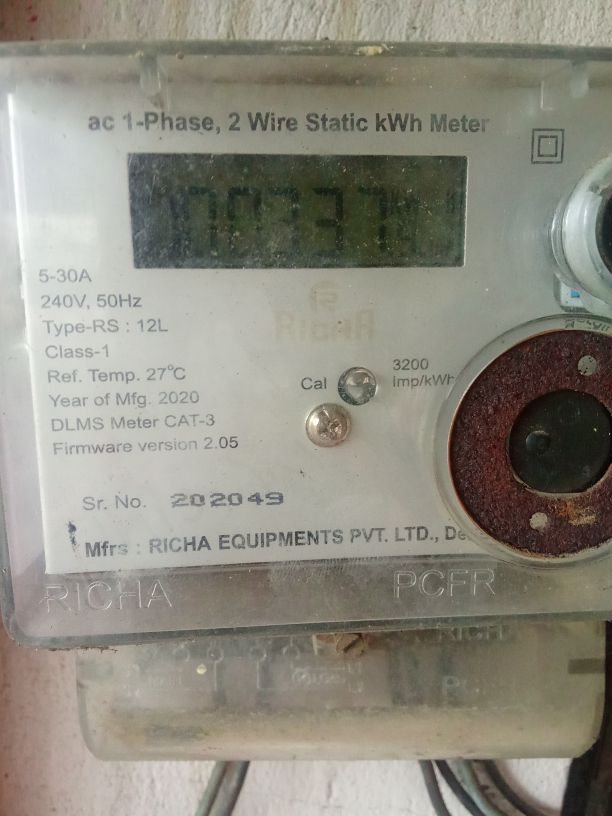 ac 1-Phase, 2 Wire Static kWh Meter
5-30A
240V, 50Hz
Type-RS : 12L
Class-1
Ref. Temp. 27°C
Year of Mfg. 2020
DLMS Meter CAT-3
Firmware version 2.05
RICHA
Cal
3200
imp/kWh
Sr. No. 202049
Mfrs : RICHA EQUIPMENTS PVT. LTD.,
RICHA PCFR
RICH